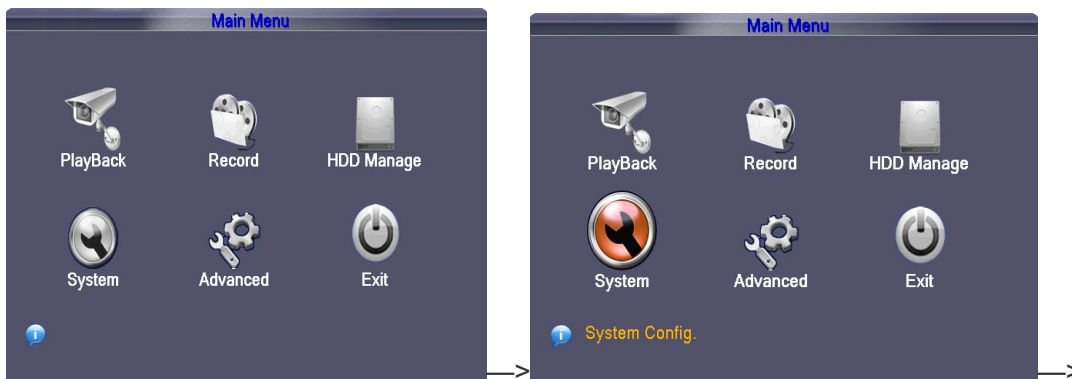 Main Menu
PlayBack Record HDD Manage
System Advanced Exit
-->
Main Menu
PlayBack Record HDD Manage
System Advanced Exit
System Config.
-->